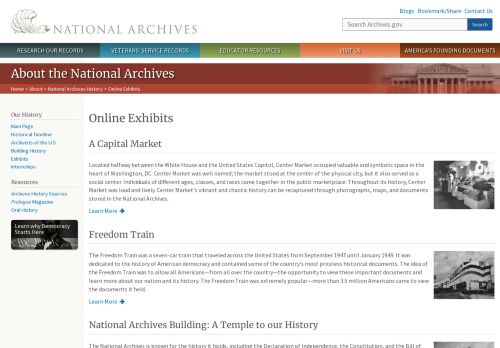 NATIONAL ARCHIVES
Blogs · Bookmark/Share · Contact Us
Search Archives.gov
Search
RESEARCH OUR RECORDS
VETERANS' SERVICE RECORDS
EDUCATOR RESOURCES
VISIT US
AMERICA'S FOUNDING DOCUMENTS
About the National Archives
Home > About > National Archives History > Online Exhibits
Our History
Main Page
Historical Timeline
Archivists of the U.S.
Building History
Exhibits
Internships
Resources
Archives History Sources
Prologue Magazine
Oral History
Learn why Democracy
Starts Here
Online Exhibits
A Capital Market
Located halfway between the White House and the United States Capitol, Center Market occupied valuable and symbolic space in the
heart of Washington, DC. Center Market was well named; the market stood at the center of the physical city, but it also served as a
social center. Individuals of different ages, classes, and races came together in the public marketplace. Throughout its history, Center
Market was loud and lively. Center Market's vibrant and chaotic history can be recaptured through photographs, maps, and documents
stored in the National Archives.
Learn More
Freedom Train
The Freedom Train was a seven-car train that traveled across the United States from September 1947 until January 1949. It was
dedicated to the history of American democracy and contained some of the country's most priceless historical documents. The idea of
the Freedom Train was to allow all Americans—from all over the country—the opportunity to view these important documents and
learn more about our nation and its history. The Freedom Train was extremely popular—more than 3.5 million Americans came to view
the documents it held.
Learn More
National Archives Building: A Temple to our History
The National Archives is known for the history it holds, including the Declaration of Independence, the Constitution, and the Bill of